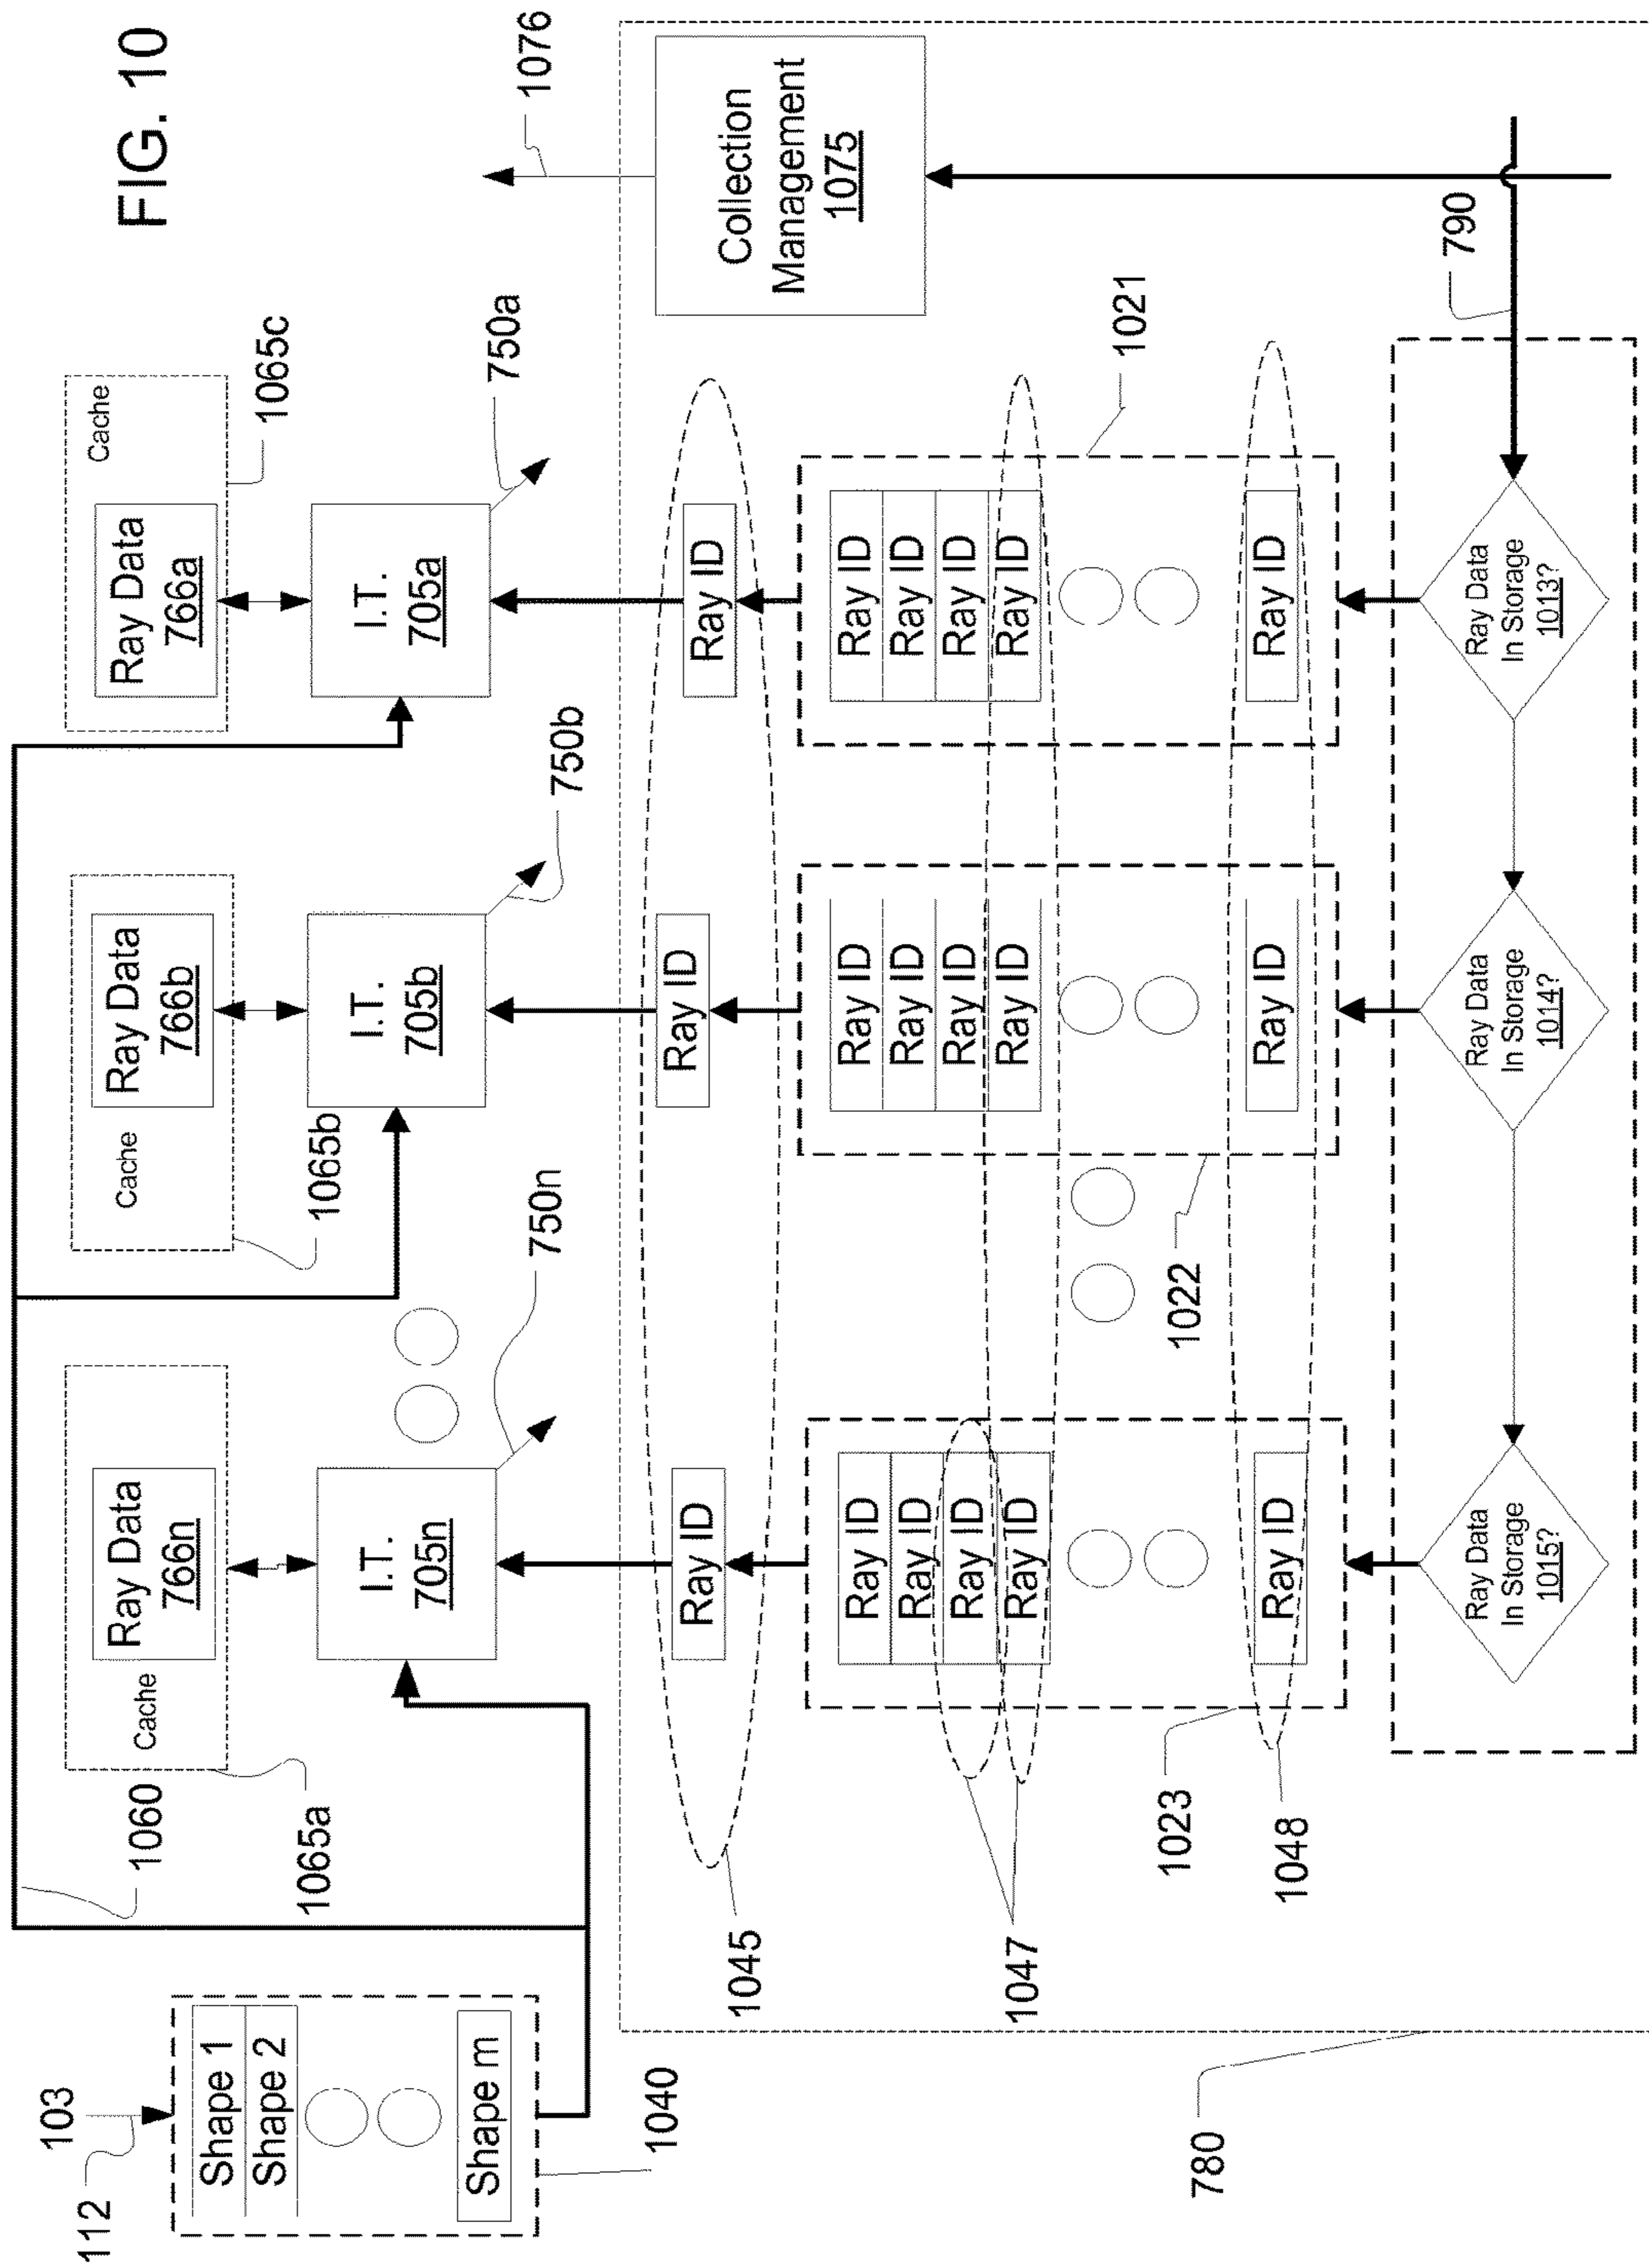 FIG. 10
112
103
Shape 1
Shape 2
Shape m
1040
1060
1065a
Cache
Ray Data
766n
I.T.
705n
750n
1065b
Cache
Ray Data
766b
I.T.
705b
750b
Cache
Ray Data
766a
1065c
I.T.
705a
750a
1076
Collection
Management
1075
780
1045
Ray ID
Ray ID
Ray ID
1047
1023
1048
Ray ID
Ray ID
Ray ID
Ray ID
Ray ID
1022
Ray ID
Ray ID
Ray ID
Ray ID
Ray ID
1021
Ray ID
Ray ID
Ray ID
Ray ID
Ray ID
Ray Data
In Storage
1015?
Ray Data
In Storage
1014?
Ray Data
In Storage
1013?
790